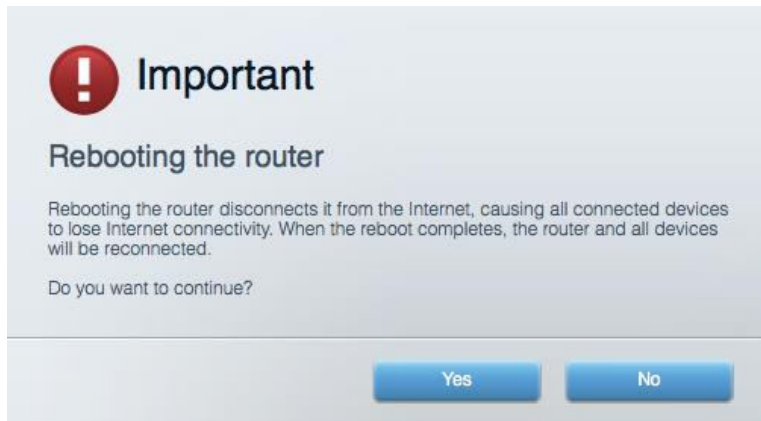 Important
Rebooting the router
Rebooting the router disconnects it from the Internet, causing all connected devices
to lose Internet connectivity. When the reboot completes, the router and all devices
will be reconnected.
Do you want to continue?
Yes
No